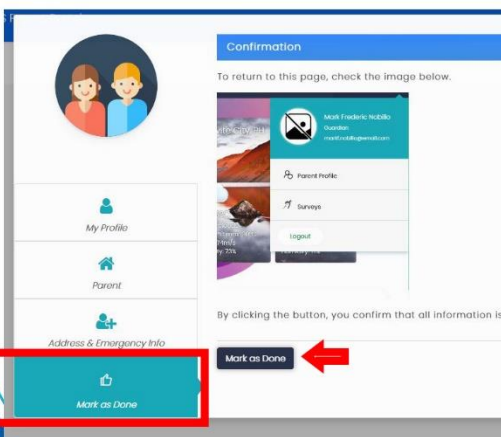 Confirmation
To return to this page, check the image below.
Mark Frederic Nobillo
Guardian
Parent Profile
Surveys
Logout
My Profile
Parent
Address & Emergency Info
Mark as Done
By clicking the button, you confirm that all information is
Mark as Done